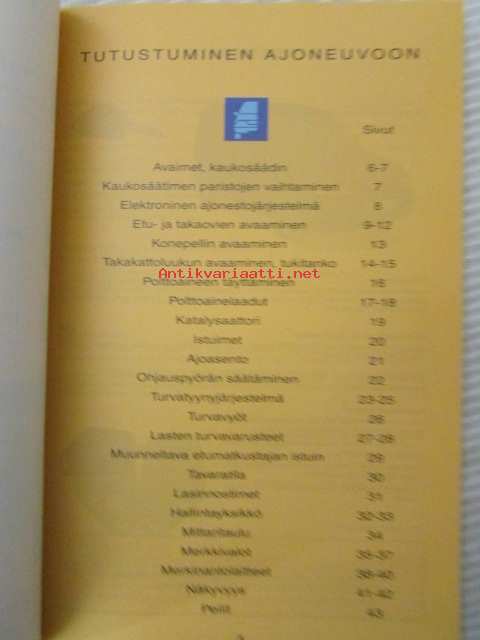 TUTUSTUMINEN AJONEUVOON
Sivut
Avaimet, kaukosäädin 6-7
Kaukosäätimen paristojen vaihtaminen 7
Elektroninen ajonestojärjestelmä 8
Etu- ja takaovien avaaminen 9-12
Konepellin avaaminen 13
Takakattoluukun avaaminen, tukitanko 14-15
Antikvariaatti.net
Polttoaineen täyttäminen 16
Polttoainelaadut 17-18
Katalysaattori 19
Istuimet 20
Ajoasento 21
Ohjauspyörän säätäminen 22
Turvatyynyjärjestelmä 23-25
Turvavyöt 26
Lasten turvavarusteet 27-28
Muunneltava etumatkustajan istuin 29
Tavaratila 30
Lasinnostimet 31
Hallintayksikkö 32-33
Mittaritaulu 34
Merkkivalot 35-37
Merkinantolaitteet 38-40
Näkyvyys 41-42
Peilit 43